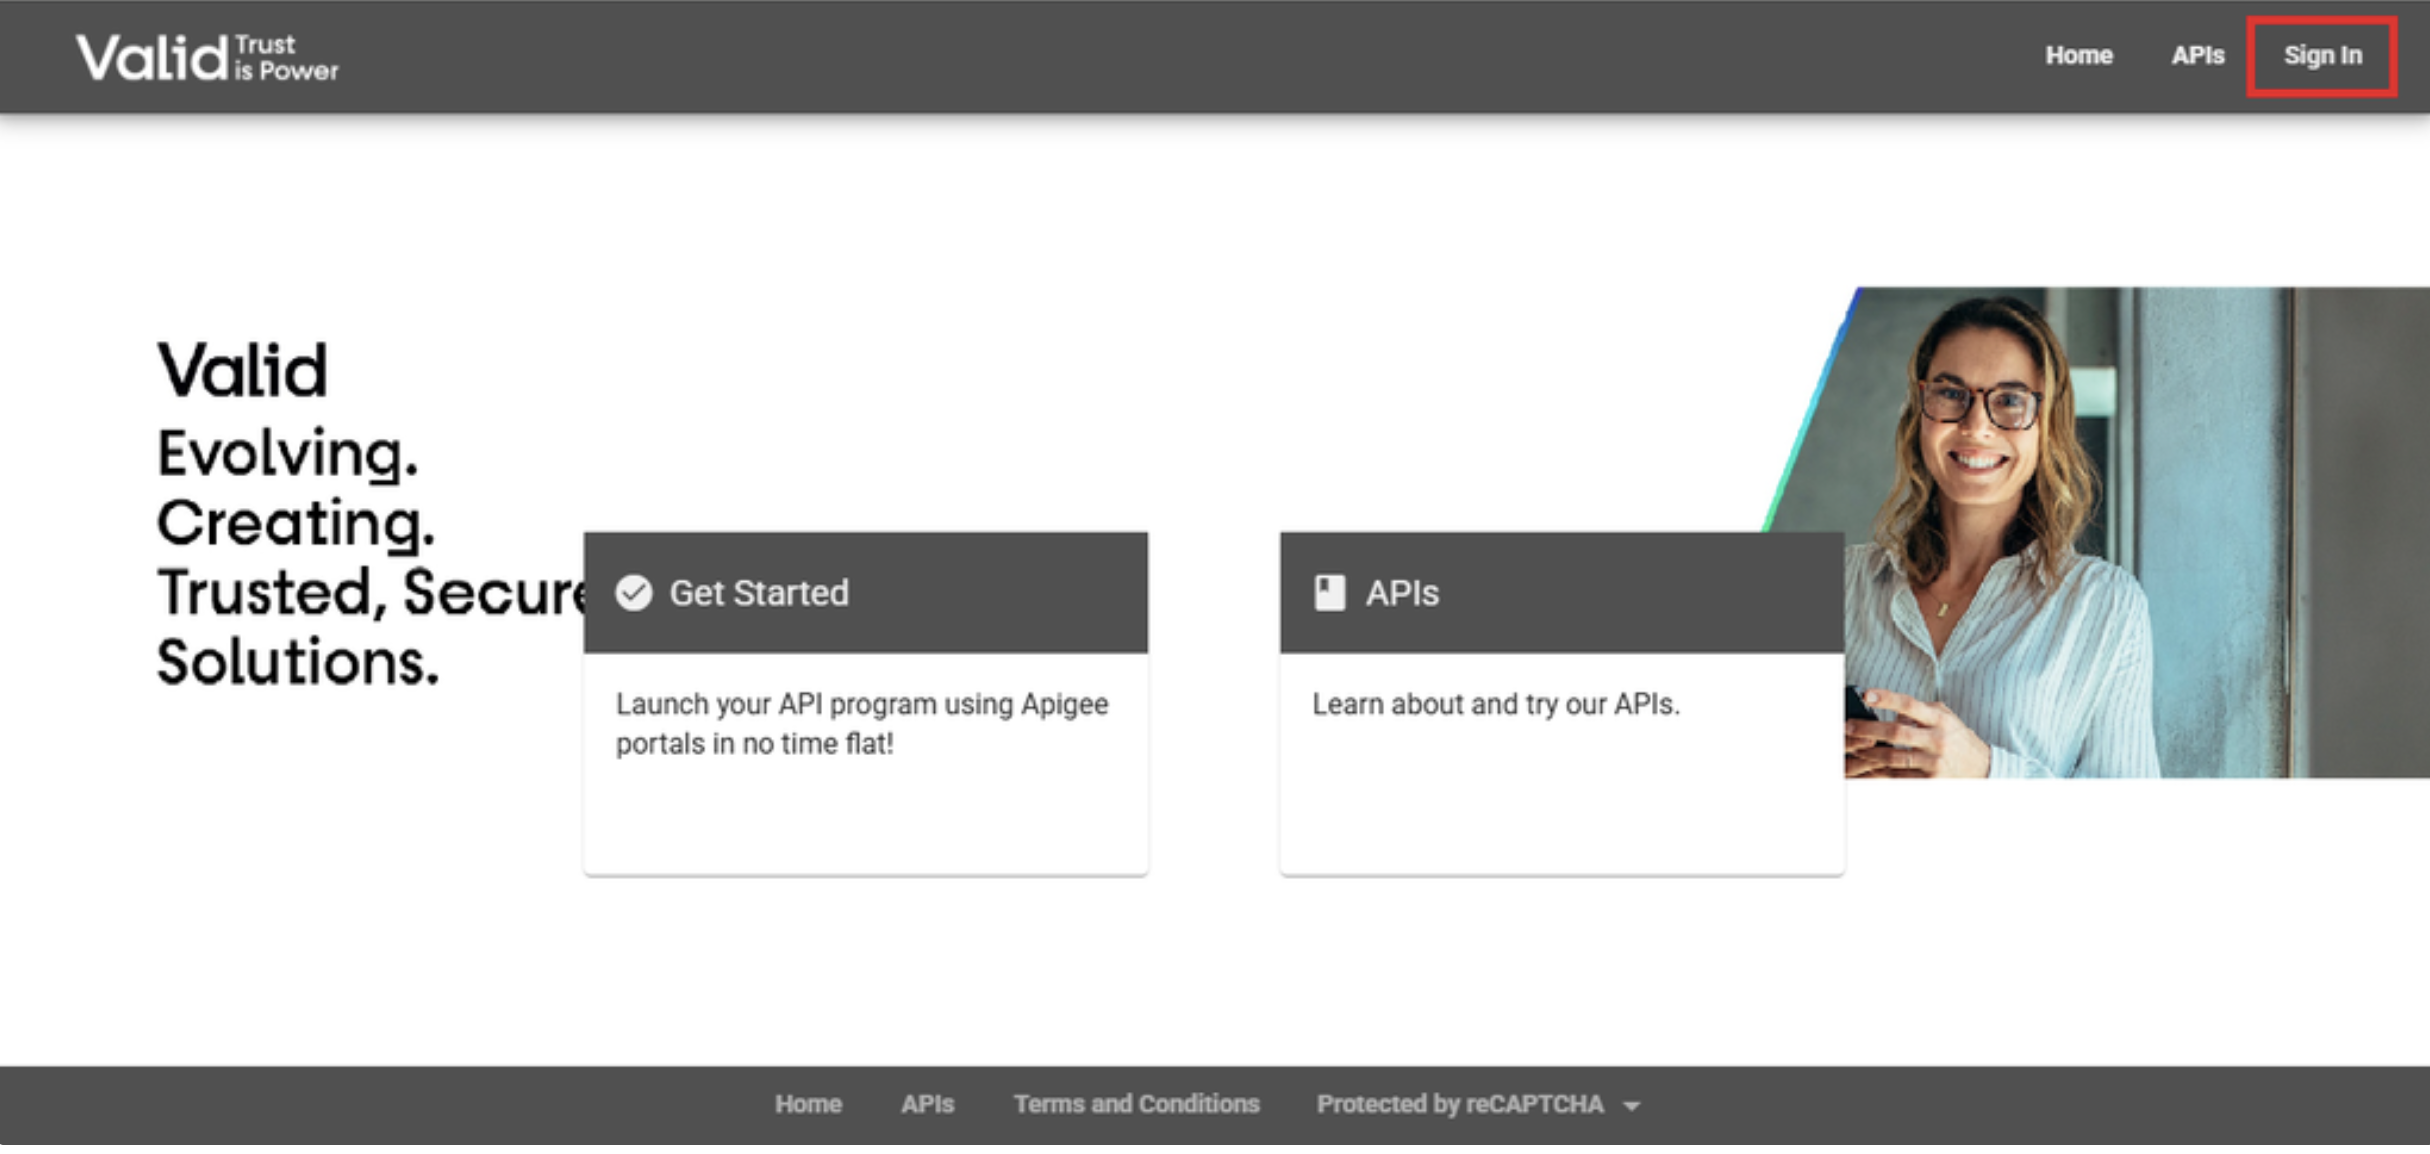 Valid Trust
is Power
Home
APIs
Sign In
Valid
Evolving.
Creating.
Trusted, Secure
Solutions.
Get Started
Launch your API program using Apigee
portals in no time flat!
APIs
Learn about and try our APIs.
Home
APIs
Terms and Conditions
Protected by reCAPTCHA